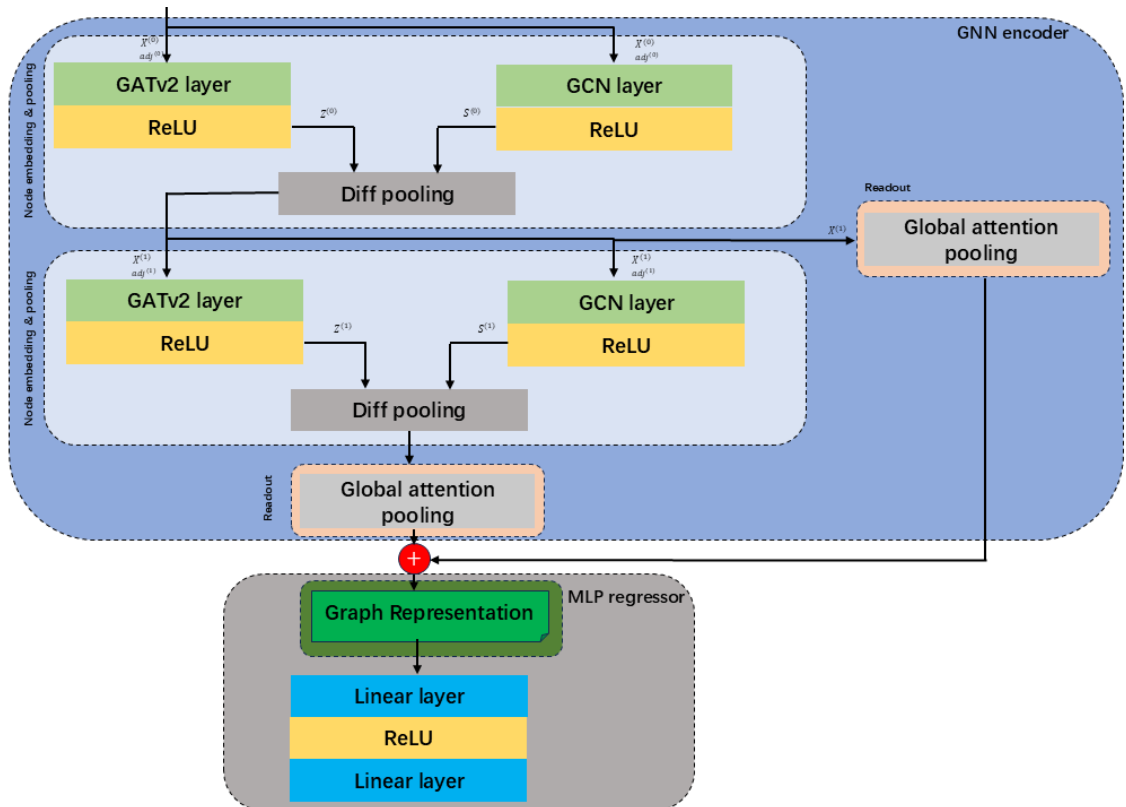 GNN encoder
Node embedding & pooling
X⁽⁰⁾
adj⁽⁰⁾
X⁽⁰⁾
adj⁽⁰⁾
GATv2 layer
GCN layer
ReLU
Z⁽⁰⁾
S⁽⁰⁾
ReLU
Diff pooling
Readout
X⁽¹⁾
Global attention
pooling
Node embedding & pooling
X⁽¹⁾
adj⁽¹⁾
X⁽¹⁾
adj⁽¹⁾
GATv2 layer
GCN layer
ReLU
Z⁽¹⁾
S⁽¹⁾
ReLU
Diff pooling
Readout
Global attention
pooling
+
MLP regressor
Graph Representation
Linear layer
ReLU
Linear layer